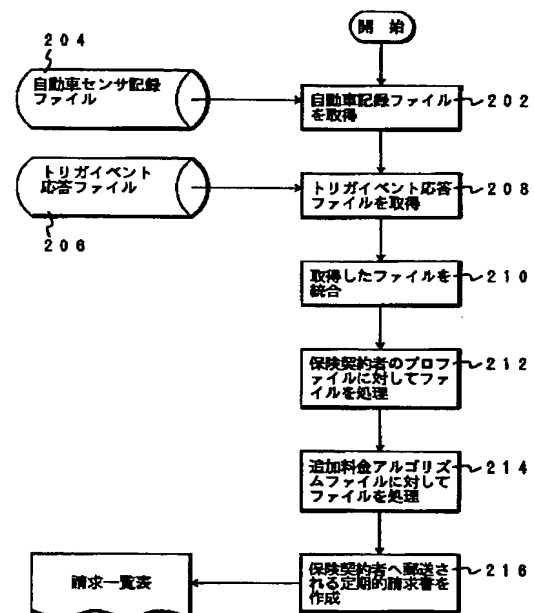 開 始
204
自動車センサ記録
ファイル
自動車記録ファイル
を取得
202
トリガイベント
応答ファイル
206
トリガイベント応答
ファイルを取得
208
取得したファイルを
統合
210
保険契約者のプロフ
ァイルに対してファ
イルを処理
212
追加料金アルゴリズ
ムファイルに対して
ファイルを処理
214
保険契約者へ郵送さ
れる定期的請求書を
作成
216
請求一覧表